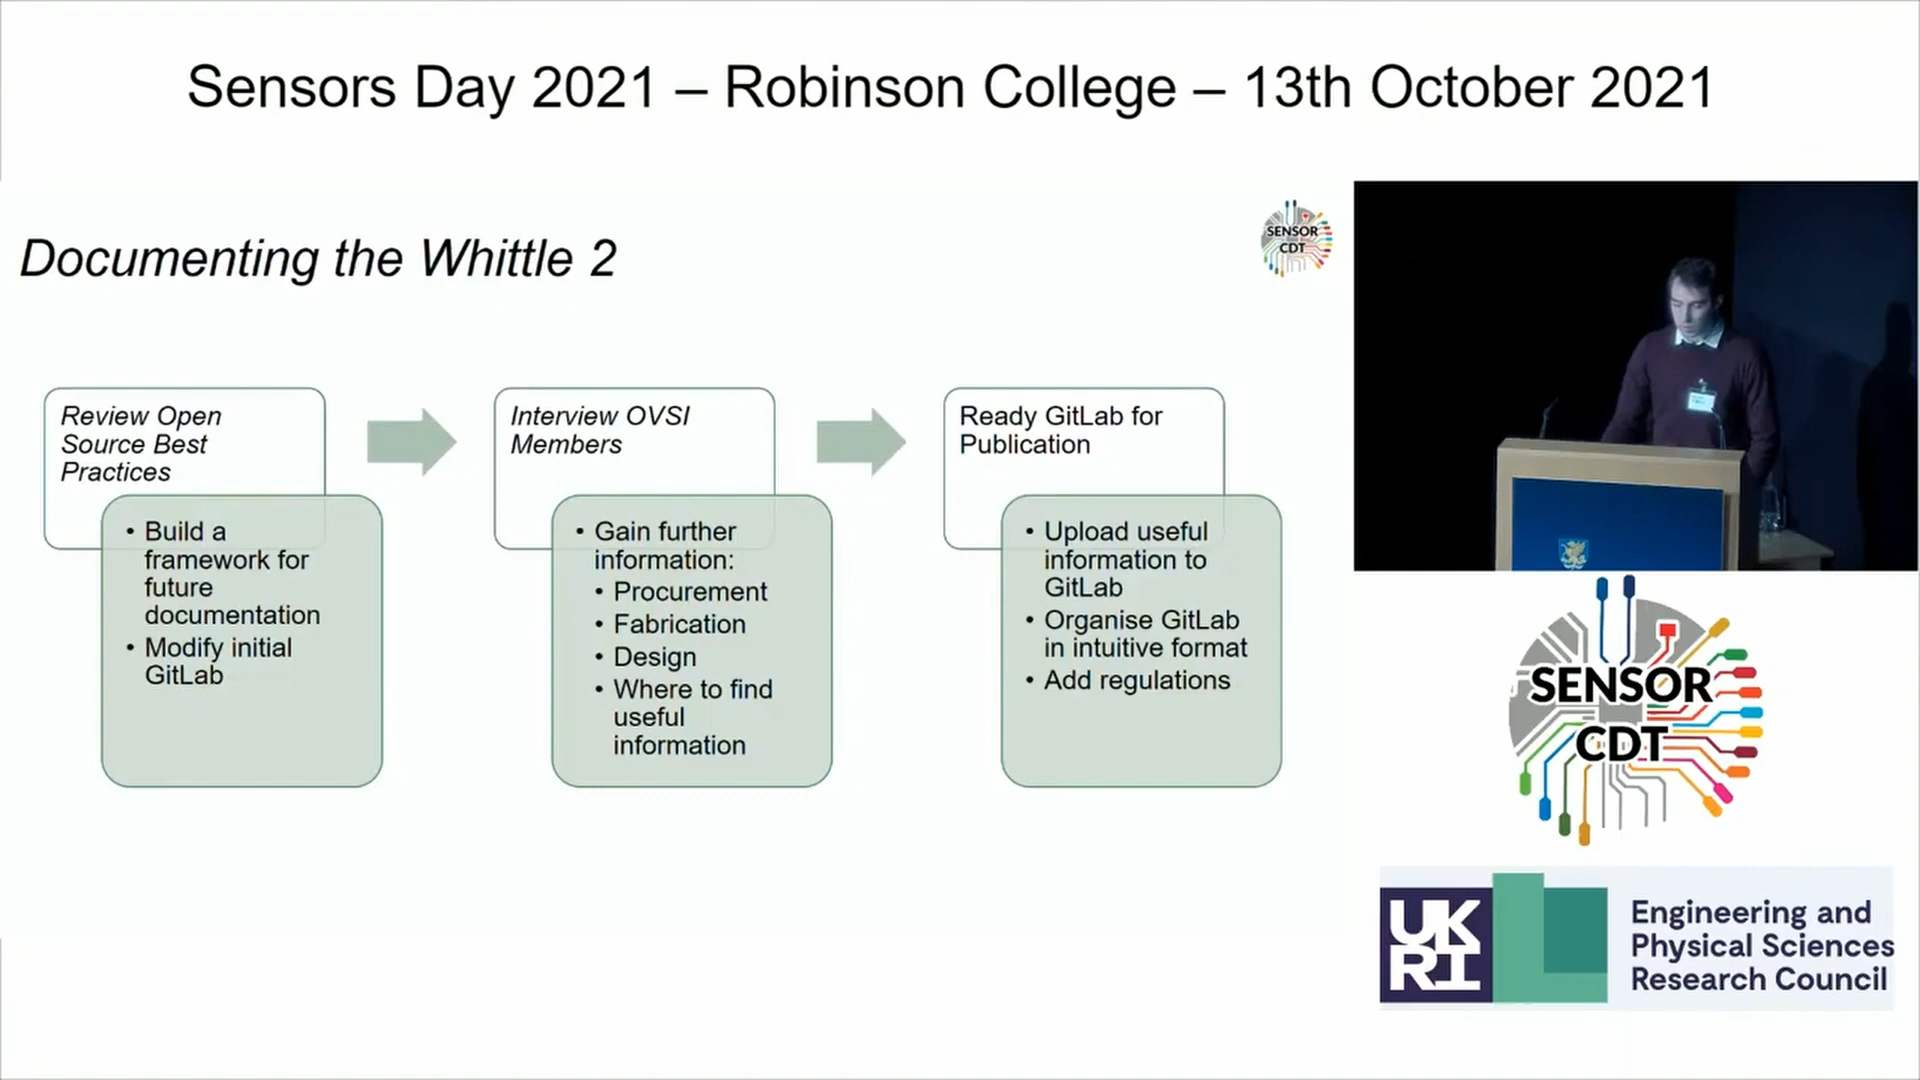 Sensors Day 2021 – Robinson College – 13th October 2021
Documenting the Whittle 2
SENSOR
CDT
Review Open
Source Best
Practices
• Build a
framework for
future
documentation
• Modify initial
GitLab
Interview OVSI
Members
• Gain further
information:
• Procurement
• Fabrication
• Design
• Where to find
useful
information
Ready GitLab for
Publication
• Upload useful
information to
GitLab
• Organise GitLab
in intuitive format
• Add regulations
SENSOR
CDT
UK
RI
Engineering and
Physical Sciences
Research Council